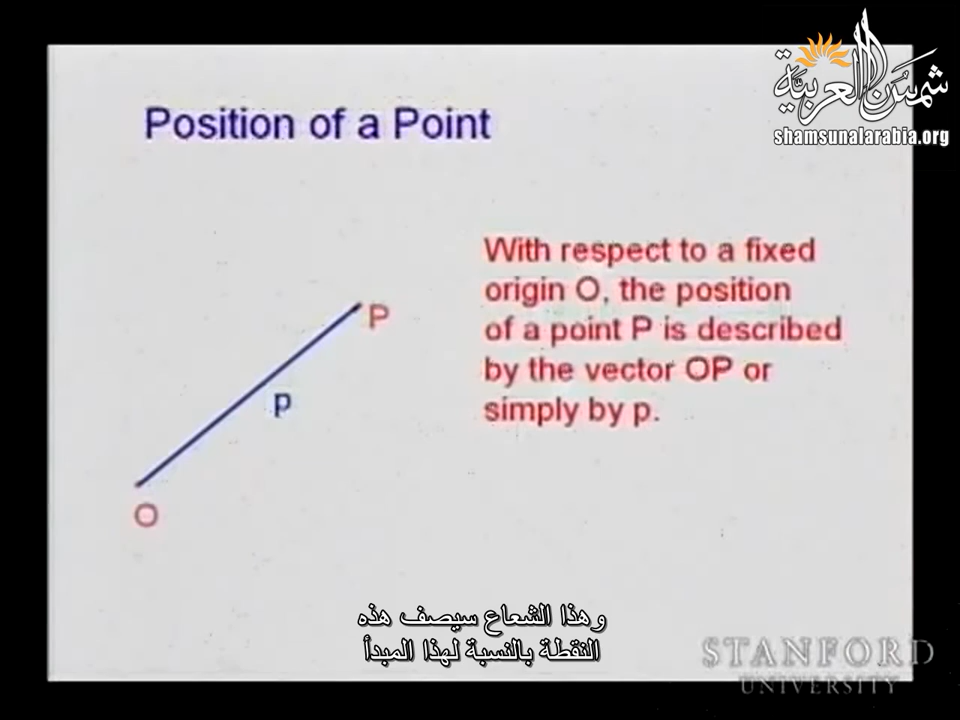 شمس العربية
shamsunalarabia.org
Position of a Point
With respect to a fixed
origin O, the position
of a point P is described
by the vector OP or
simply by p.
P
p
O
وهذا الشعاع سيصف هذه
النقطة بالنسبة لهذا المبدأ
STANFORD
UNIVERSITY